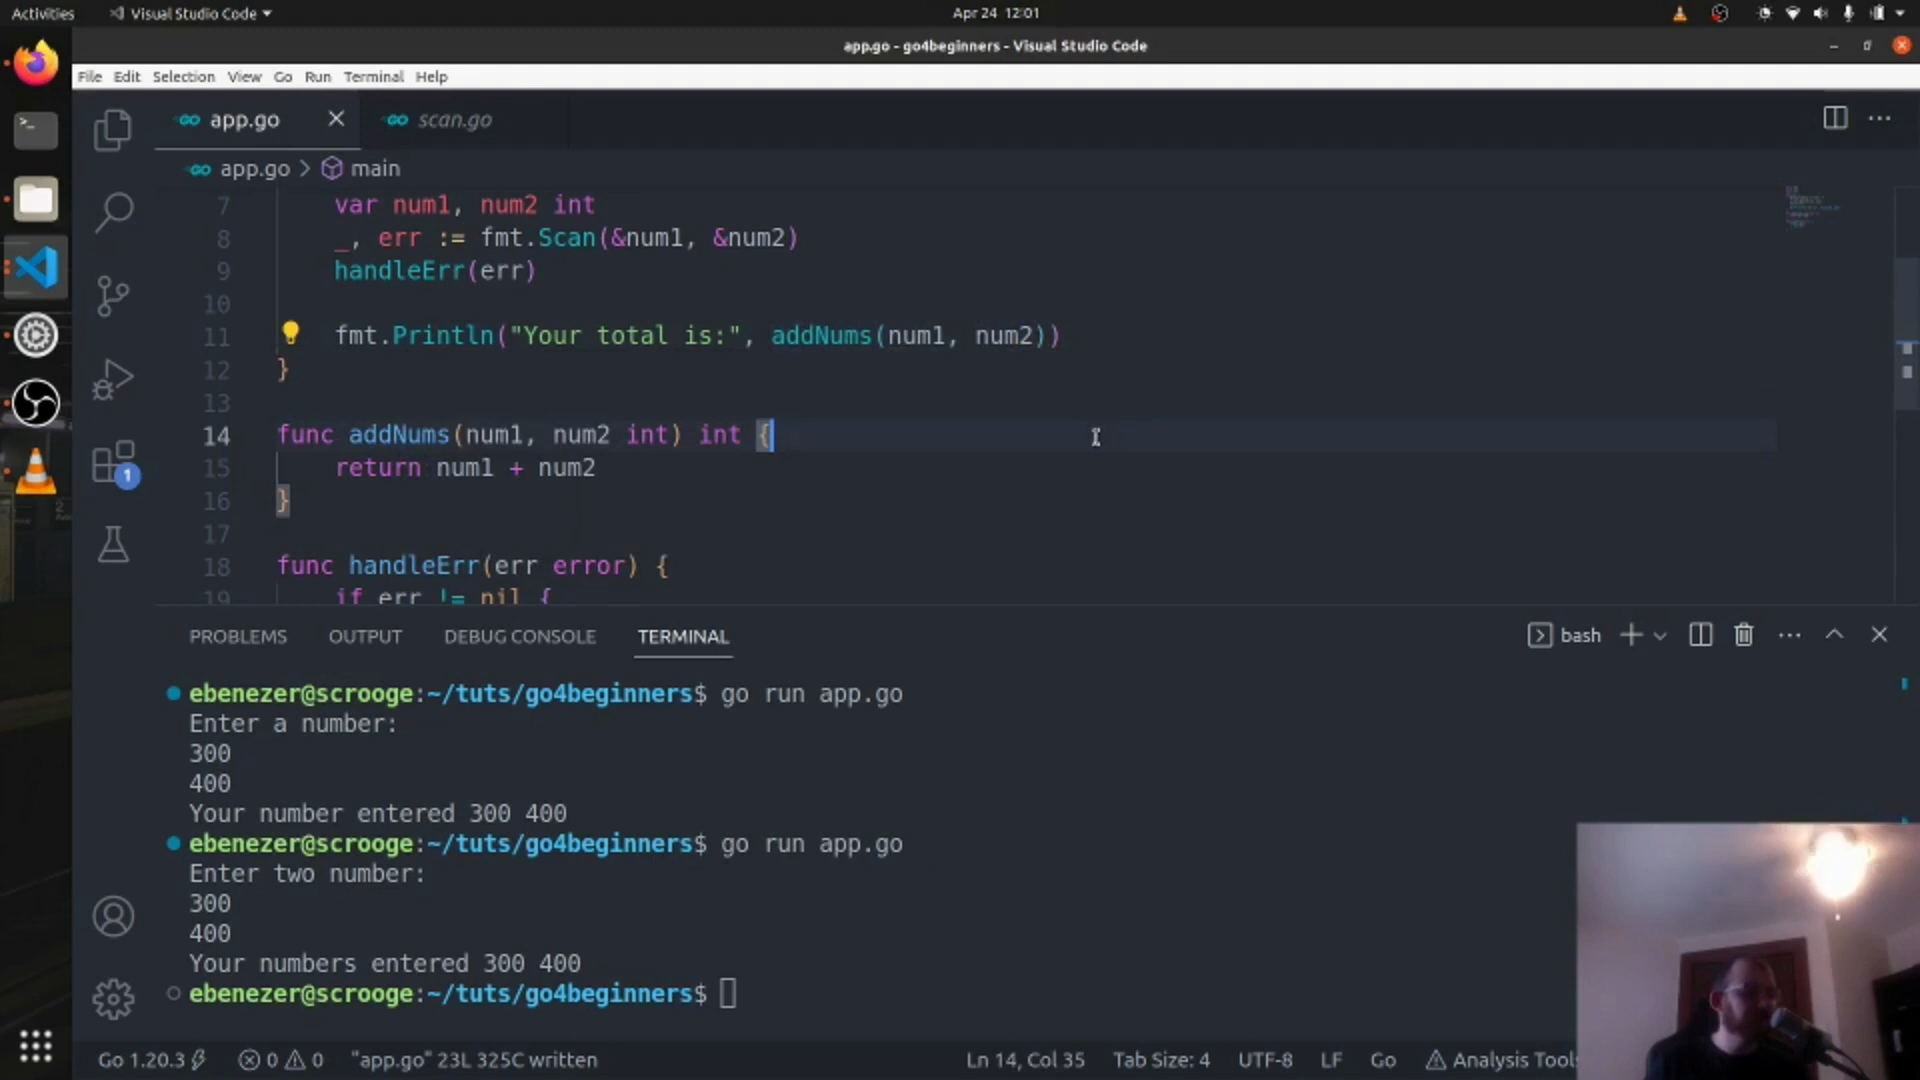 Activities
Visual Studio Code
Apr 24 12:01
app.go - go4beginners - Visual Studio Code
File Edit Selection View Go Run Terminal Help
app.go
scan.go
app.go > main
7 var num1, num2 int
8 _, err := fmt.Scan(&num1, &num2)
9 handleErr(err)
10
11 fmt.Println("Your total is:", addNums(num1, num2))
12 }
13
14 func addNums(num1, num2 int) int {
15 return num1 + num2
16 }
17
18 func handleErr(err error) {
19 if err != nil {
PROBLEMS OUTPUT DEBUG CONSOLE TERMINAL
bash
ebenezer@scrooge:~/tuts/go4beginners$ go run app.go
Enter a number:
300
400
Your number entered 300 400
ebenezer@scrooge:~/tuts/go4beginners$ go run app.go
Enter two number:
300
400
Your numbers entered 300 400
ebenezer@scrooge:~/tuts/go4beginners$
1
Go 1.20.3 0 0 "app.go" 23L 325C written Ln 14, Col 35 Tab Size: 4 UTF-8 LF Go Analysis Tools